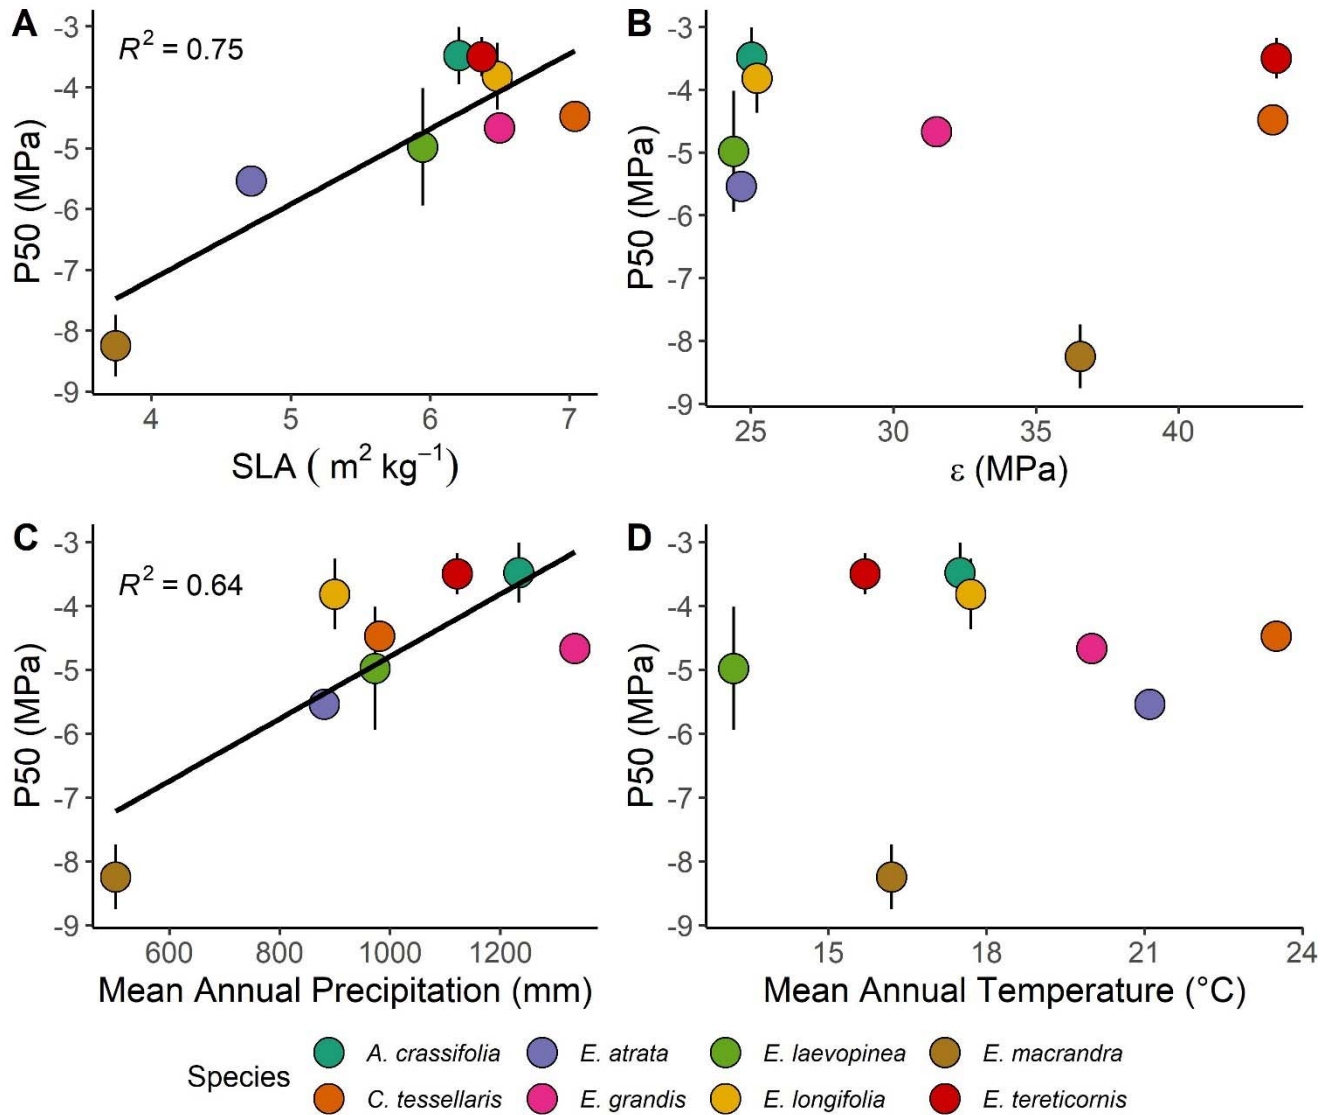 A
R² = 0.75
P50 (MPa)
-3
-4
-5
-6
-7
-8
-9
4 5 6 7
SLA ( m² kg⁻¹)
B
P50 (MPa)
-3
-4
-5
-6
-7
-8
-9
25 30 35 40
ε (MPa)
C
R² = 0.64
P50 (MPa)
-3
-4
-5
-6
-7
-8
-9
600 800 1000 1200
Mean Annual Precipitation (mm)
D
P50 (MPa)
-3
-4
-5
-6
-7
-8
-9
15 18 21 24
Mean Annual Temperature (°C)
Species
A. crassifolia E. atrata E. laevopinea E. macrandra
C. tessellaris E. grandis E. longifolia E. tereticornis